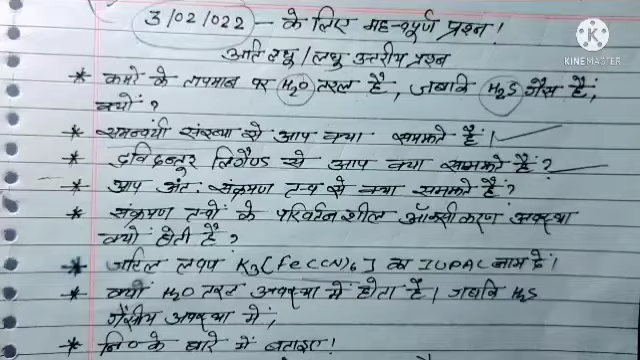 3/02/022 - के लिए महत्वपूर्ण प्रश्न!
KINEMASTER
अति लघु / लघु उत्तरीय प्रश्न
* कमरे के तापमान पर H2O तरल है, जबकि H2S गैस है,
क्यों ?
* समन्वयी संख्या से आप क्या समझते हैं।
* द्विदन्तर लिगैण्ड से आप क्या समझते हैं?
* आप अंत: संक्रमण तत्व से क्या समझते हैं?
* संक्रमण तत्वों के परिवर्तनशील ऑक्सीकरण अवस्था
क्यों होती है ?
* जटिल लवण K3[Fe(CN)6] का IUPAC नाम दें।
* क्यों H2O तरल अवस्था में होता है। जबकि H2S
गैसीय अवस्था में,
* के बारे में बताइए!